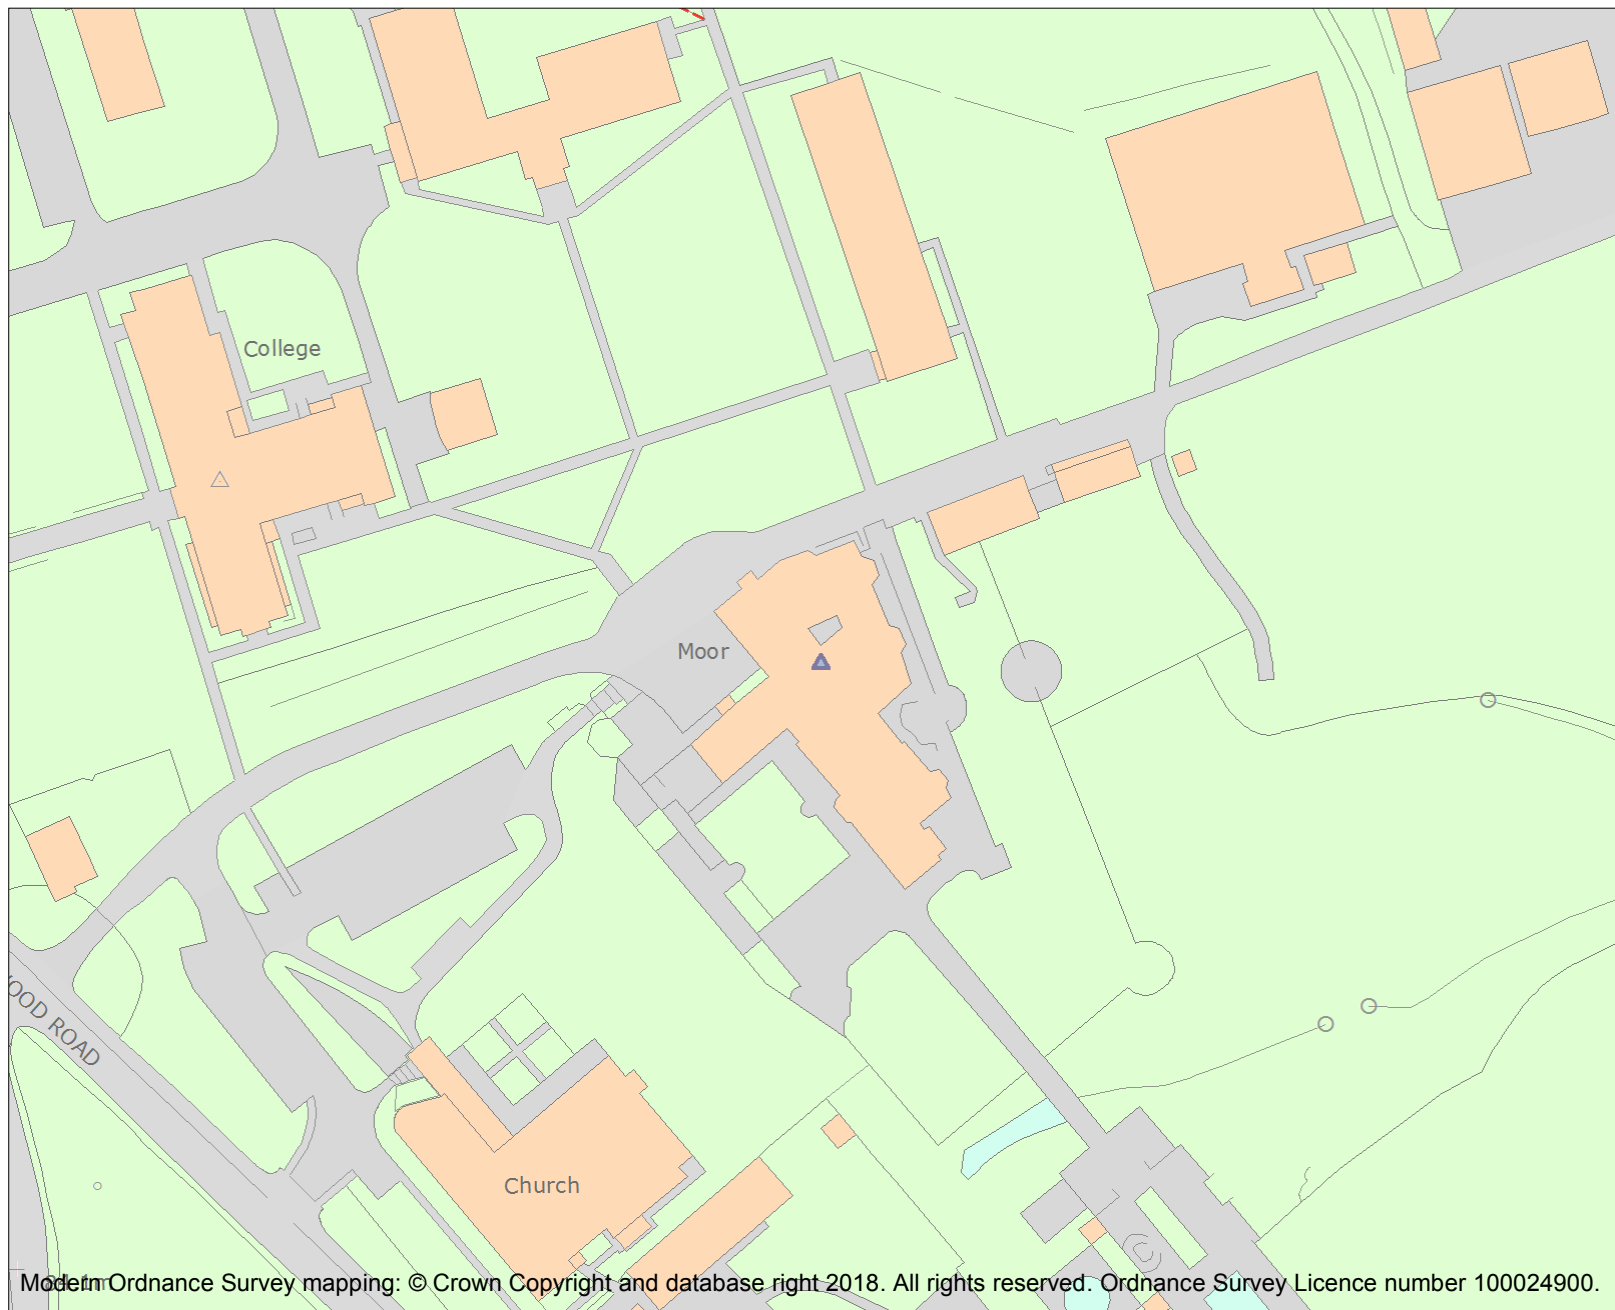 College
Moor
OOD ROAD
Church
Modern Ordnance Survey mapping: © Crown Copyright and database right 2018. All rights reserved. Ordnance Survey Licence number 100024900.